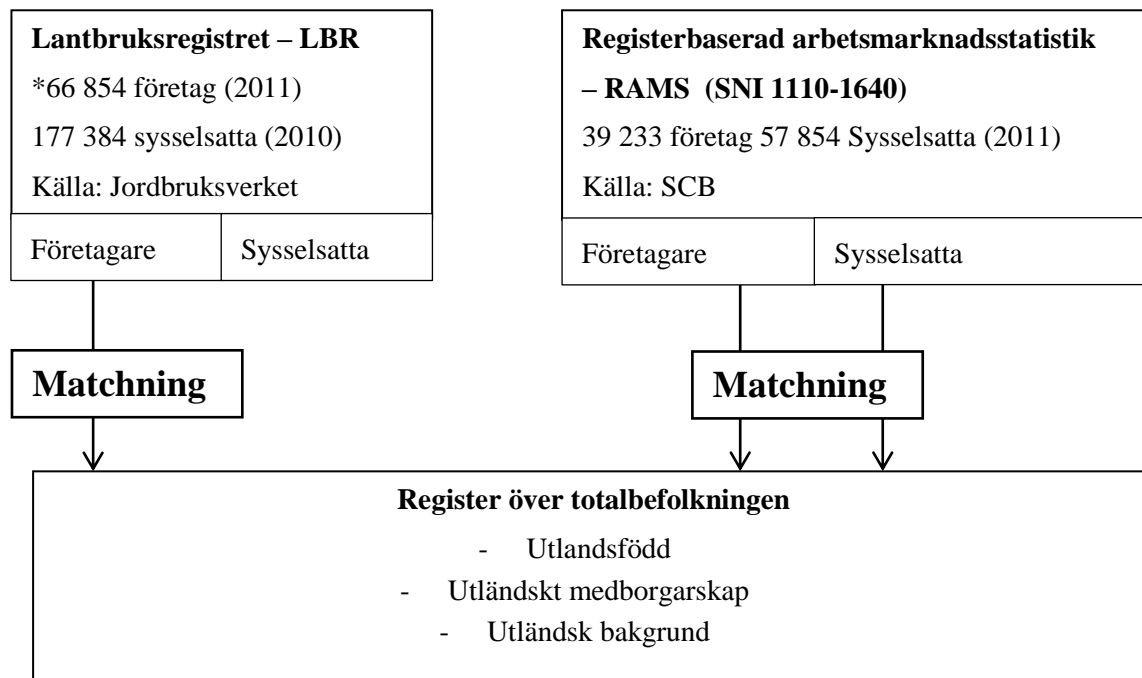 Lantbruksregistret – LBR
*66 854 företag (2011)
177 384 sysselsatta (2010)
Källa: Jordbruksverket
Företagare
Sysselsatta
Matchning
Registerbaserad arbetsmarknadsstatistik
– RAMS (SNI 1110-1640)
39 233 företag 57 854 Sysselsatta (2011)
Källa: SCB
Företagare
Sysselsatta
Matchning
Register över totalbefolkningen
- Utlandsfödd
- Utländskt medborgarskap
- Utländsk bakgrund